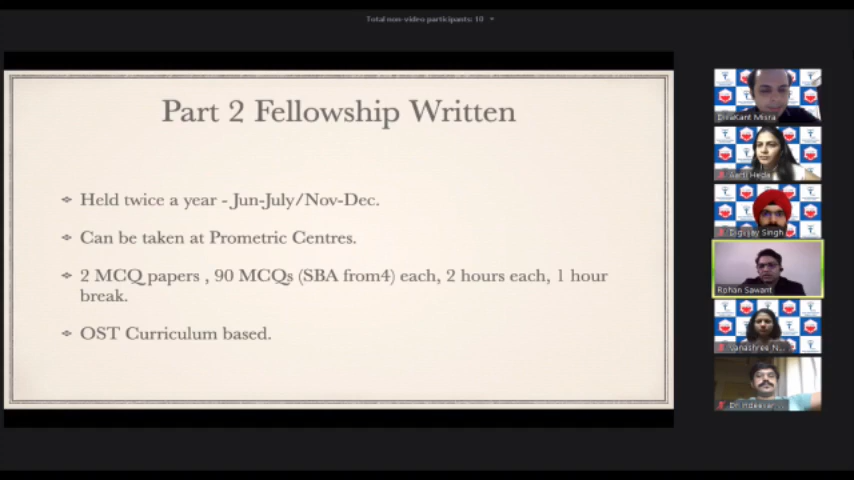 Total non-video participants: 10
Part 2 Fellowship Written
Held twice a year - Jun-July/Nov-Dec.
Can be taken at Prometric Centres.
2 MCQ papers , 90 MCQs (SBA from4) each, 2 hours each, 1 hour
break.
OST Curriculum based.
Misra
Digvijay Singh
Rohan Sawant